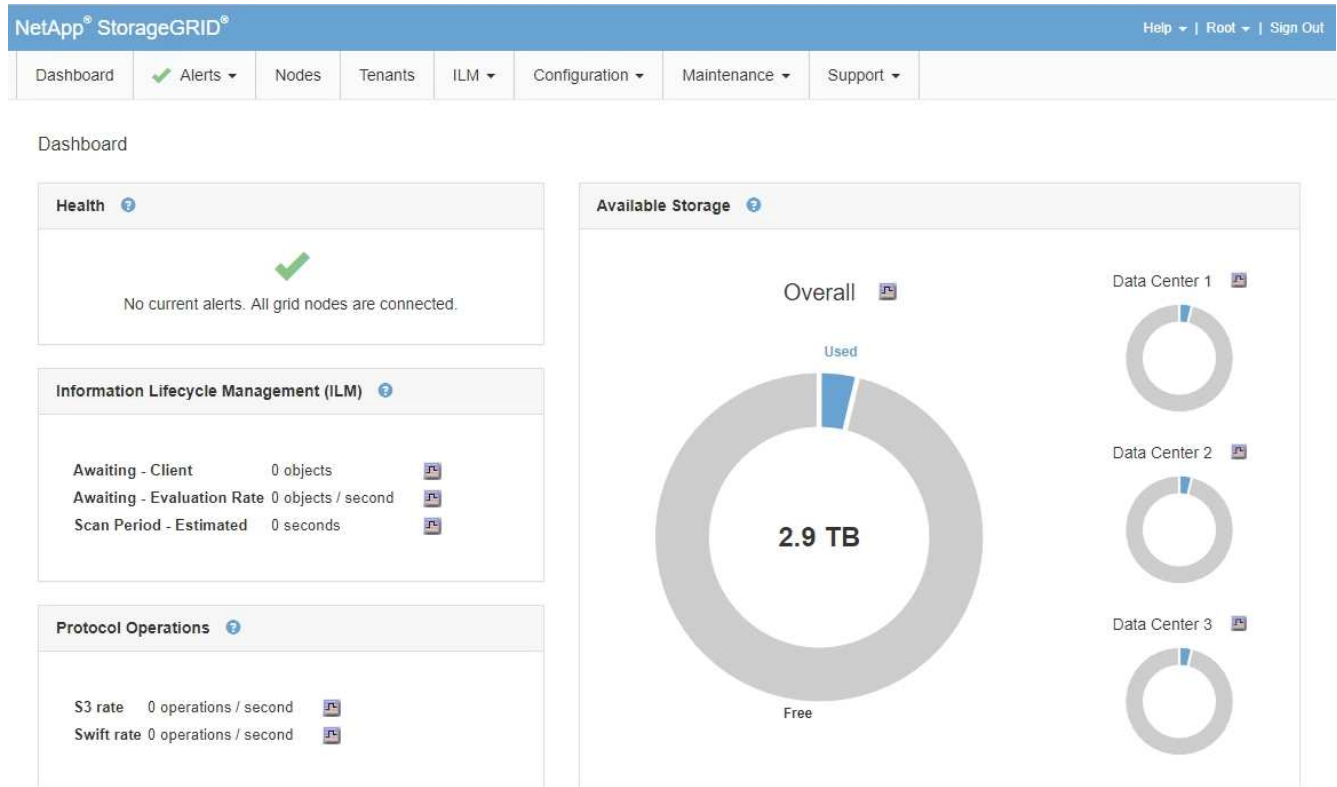 NetApp® StorageGRID®
Help | Root | Sign Out
Dashboard
Alerts
Nodes
Tenants
ILM
Configuration
Maintenance
Support
Dashboard
Health
No current alerts. All grid nodes are connected.
Information Lifecycle Management (ILM)
Awaiting - Client 0 objects
Awaiting - Evaluation Rate 0 objects / second
Scan Period - Estimated 0 seconds
Protocol Operations
S3 rate 0 operations / second
Swift rate 0 operations / second
Available Storage
Overall
Used
2.9 TB
Free
Data Center 1
Data Center 2
Data Center 3